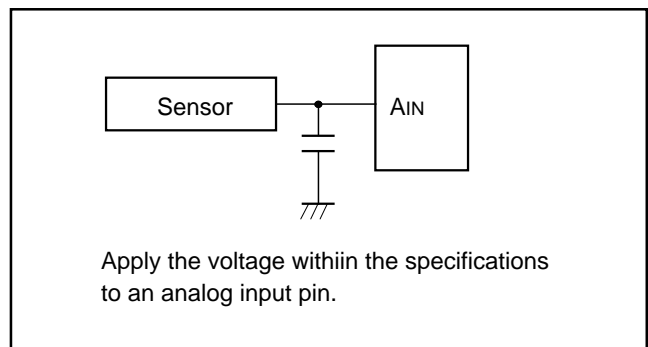 Sensor
AIN
Apply the voltage withiin the specifications
to an analog input pin.